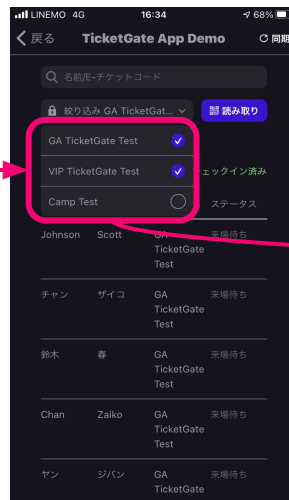 LINEMO 4G 16:34 68%
戻る TicketGate App Demo 同期
名前/E-チケットコード
絞り込み GA TicketGat... 読み取り
GA TicketGate Test
VIP TicketGate Test ェックイン済み
Camp Test ステータス
Johnson Scott GA TicketGate Test 来場待ち
チャン ザイコ GA TicketGate Test 来場待ち
鈴木 春 GA TicketGate Test 来場待ち
Chan Zaiko GA TicketGate Test 来場待ち
ヤン ジバン GA TicketGate 来場待ち